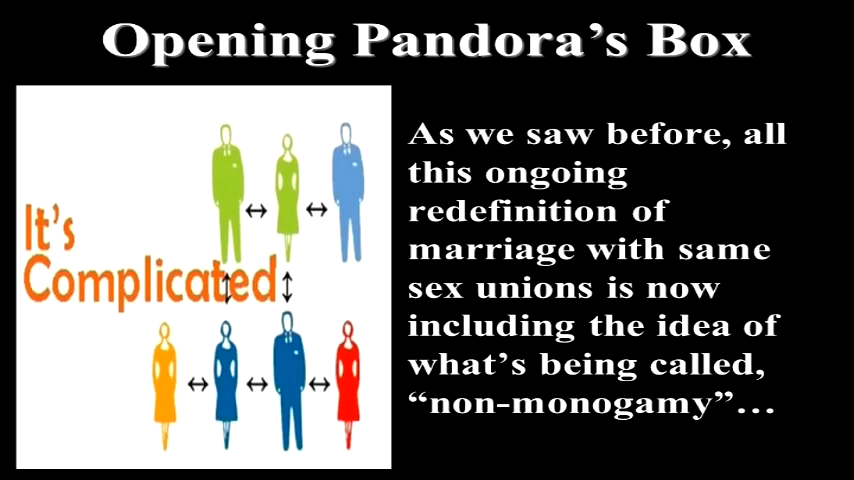 Opening Pandora’s Box
It’s
Complicated
As we saw before, all
this ongoing
redefinition of
marriage with same
sex unions is now
including the idea of
what’s being called,
“non-monogamy”…